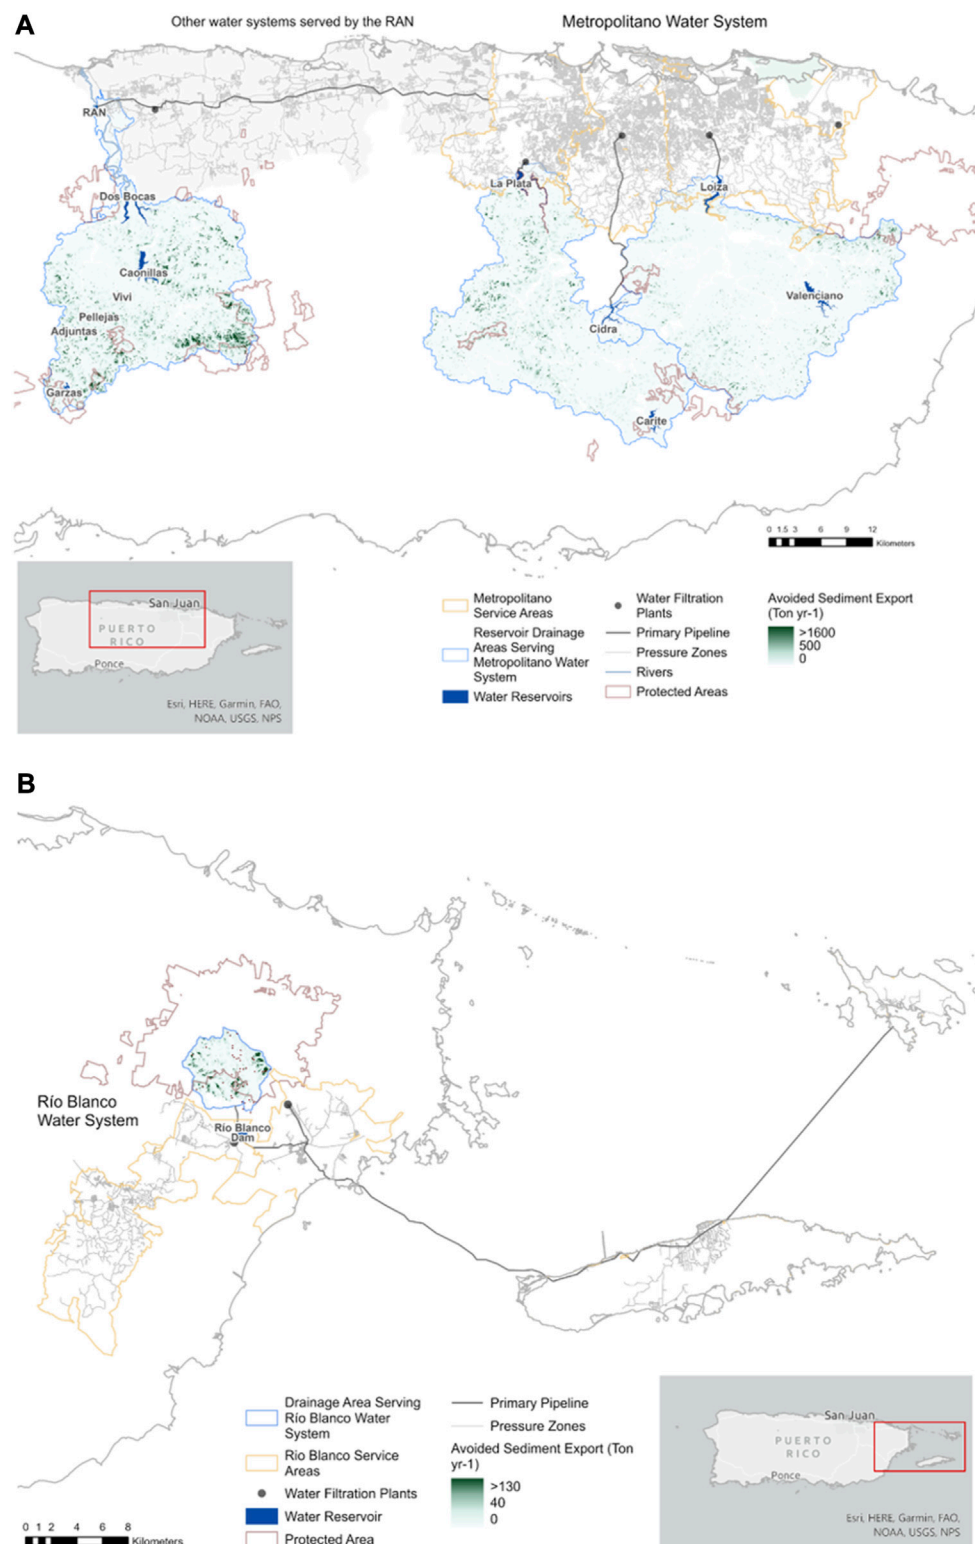 A
Other water systems served by the RAN
Metropolitano Water System
RAN
Dos Bocas
La Plata
Loiza
Caonillas
Vivi
Pellejas
Adjuntas
Garzas
Valenciano
Cidra
Carite
0 1.5 3 6 9 12
Kilometers
San Juan
PUERTO
RICO
Ponce
Esri, HERE, Garmin, FAO,
NOAA, USGS, NPS
Metropolitano
Service Areas
Reservoir Drainage
Areas Serving
Metropolitano Water
System
Water Reservoirs
Water Filtration
Plants
Primary Pipeline
Pressure Zones
Rivers
Protected Areas
Avoided Sediment Export
(Ton yr-1)
>1600
500
0
B
Río Blanco
Water System
Río Blanco
Dam
Drainage Area Serving
Río Blanco Water
System
Rio Blanco Service
Areas
Water Filtration Plants
Water Reservoir
Protected Area
Primary Pipeline
Pressure Zones
Avoided Sediment Export (Ton
yr-1)
>130
40
0
0 1 2 4 6 8
Kilometers
San Juan
PUERTO
RICO
Ponce
Esri, HERE, Garmin, FAO,
NOAA, USGS, NPS